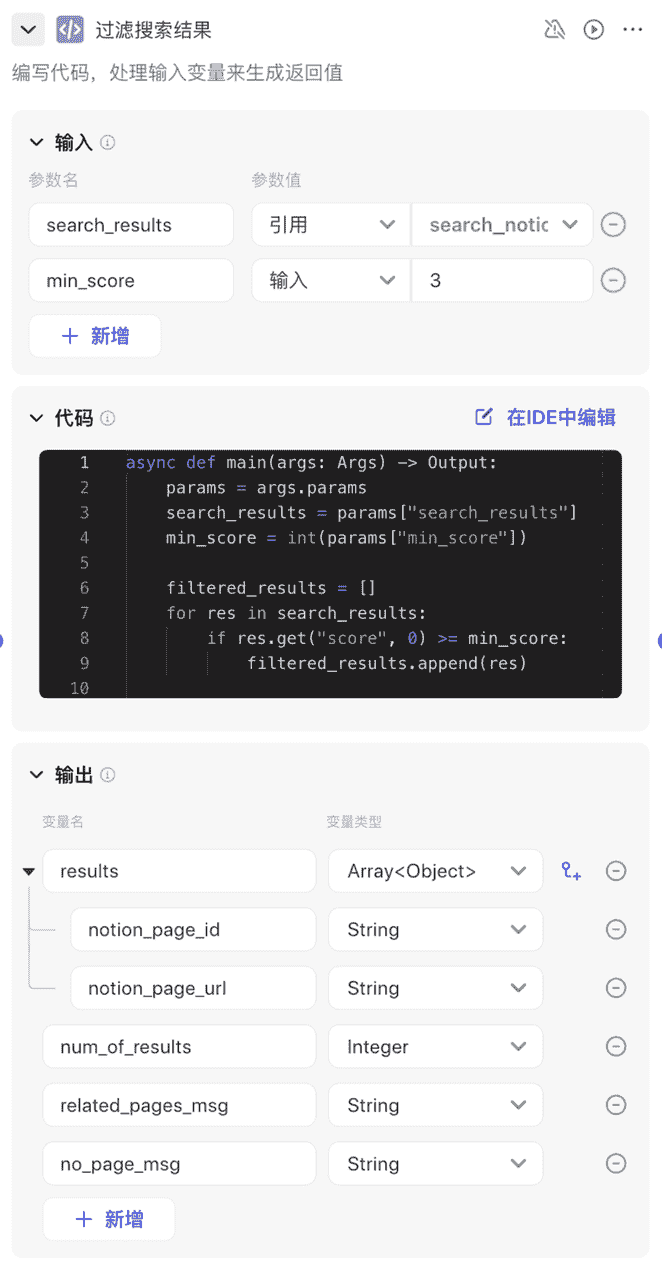 过滤搜索结果
编写代码，处理输入变量来生成返回值
输入
参数名 参数值
search_results 引用 search_notic
min_score 输入 3
新增
代码 在IDE中编辑
1 async def main(args: Args) -> Output:
2 params = args.params
3 search_results = params["search_results"]
4 min_score = int(params["min_score"])
5
6 filtered_results = []
7 for res in search_results:
8 if res.get("score", 0) >= min_score:
9 filtered_results.append(res)
10
输出
变量名 变量类型
results Array<Object>
notion_page_id String
notion_page_url String
num_of_results Integer
related_pages_msg String
no_page_msg String
新增